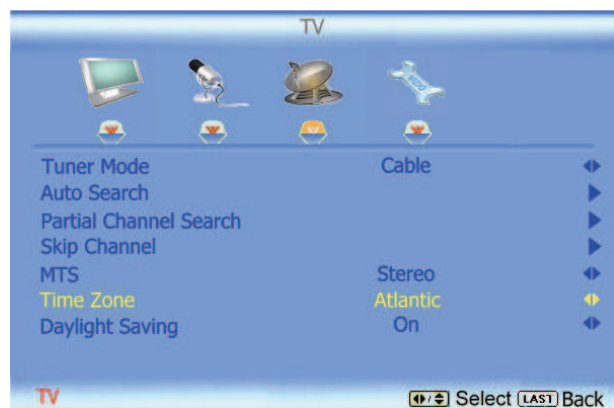 TV
Tuner Mode Cable
Auto Search
Partial Channel Search
Skip Channel
MTS Stereo
Time Zone Atlantic
Daylight Saving On
TV Select LAST Back